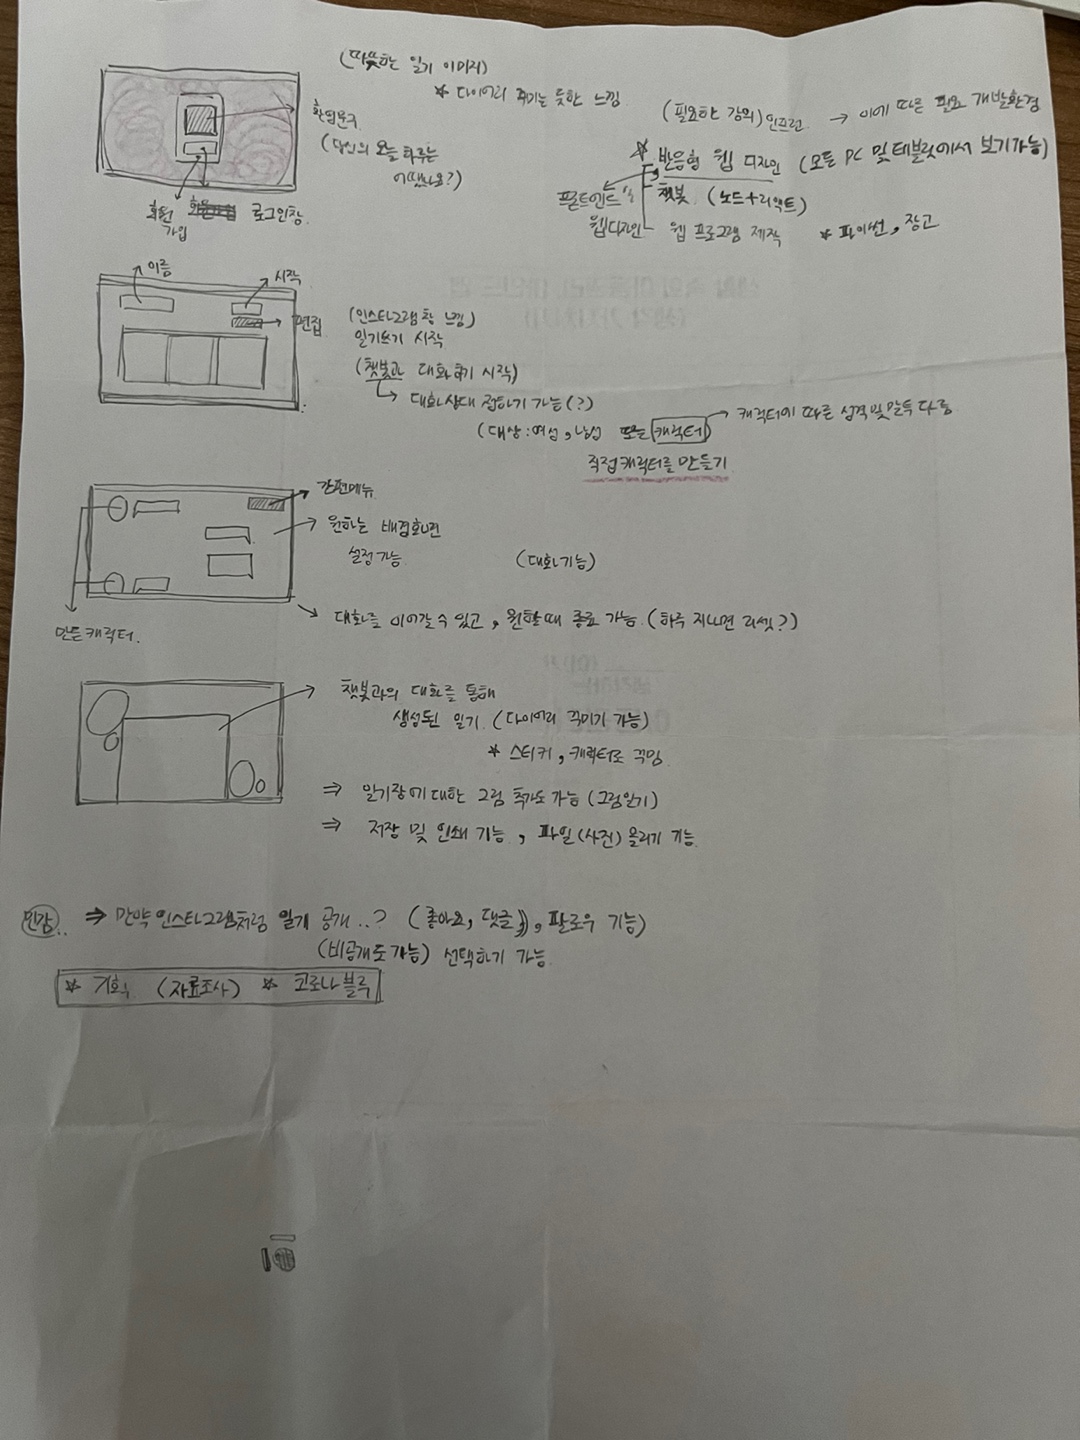 (따뜻한 일기 이미지)
* 다이어리 쥐기는 듯한 느낌
환영문구
(당신의 오늘 하루는
어땠나요?)
회원
가입
로그인창.
(필요한 강의) 인프런. → 이에 따른 필요 개발환경
* 반응형 웹 디자인 (모든 PC 및 테블릿에서 보기가능)
챗봇. (노드+리액트)
프론트엔드
웹디자인
웹 프로그램 제작 * 파이썬, 장고
이름
시작
편집
(인스타그램 창 느낌)
일기쓰기 시작
(챗봇과 대화하기 시작)
→ 대화상대 정하기 가능(?)
(대상: 여성, 남성 또는 캐릭터) → 캐릭터에 따른 성격 및 말투 다름
직접 캐릭터를 만들기
간편메뉴
원하는 배경화면
설정가능
(대화기능)
→ 대화를 이어갈 수 있고, 원할때 종료 가능. (하루 지나면 리셋?)
만든 캐릭터.
챗봇과의 대화를 통해
생성된 일기. (다이어리 꾸미기 가능)
* 스티커, 캐릭터로 꾸밈
⇒ 일기장에 대한 그림 추가도 가능 (그림일기)
⇒ 저장 및 인쇄 기능, 파일(사진) 올리기 기능.
민감.. ⇒ 만약 인스타그램처럼 일기 공개..? (좋아요, 댓글, 팔로우 기능)
(비공개도 가능) 선택하기 가능.
* 기획 (자료조사) * 코로나 블루